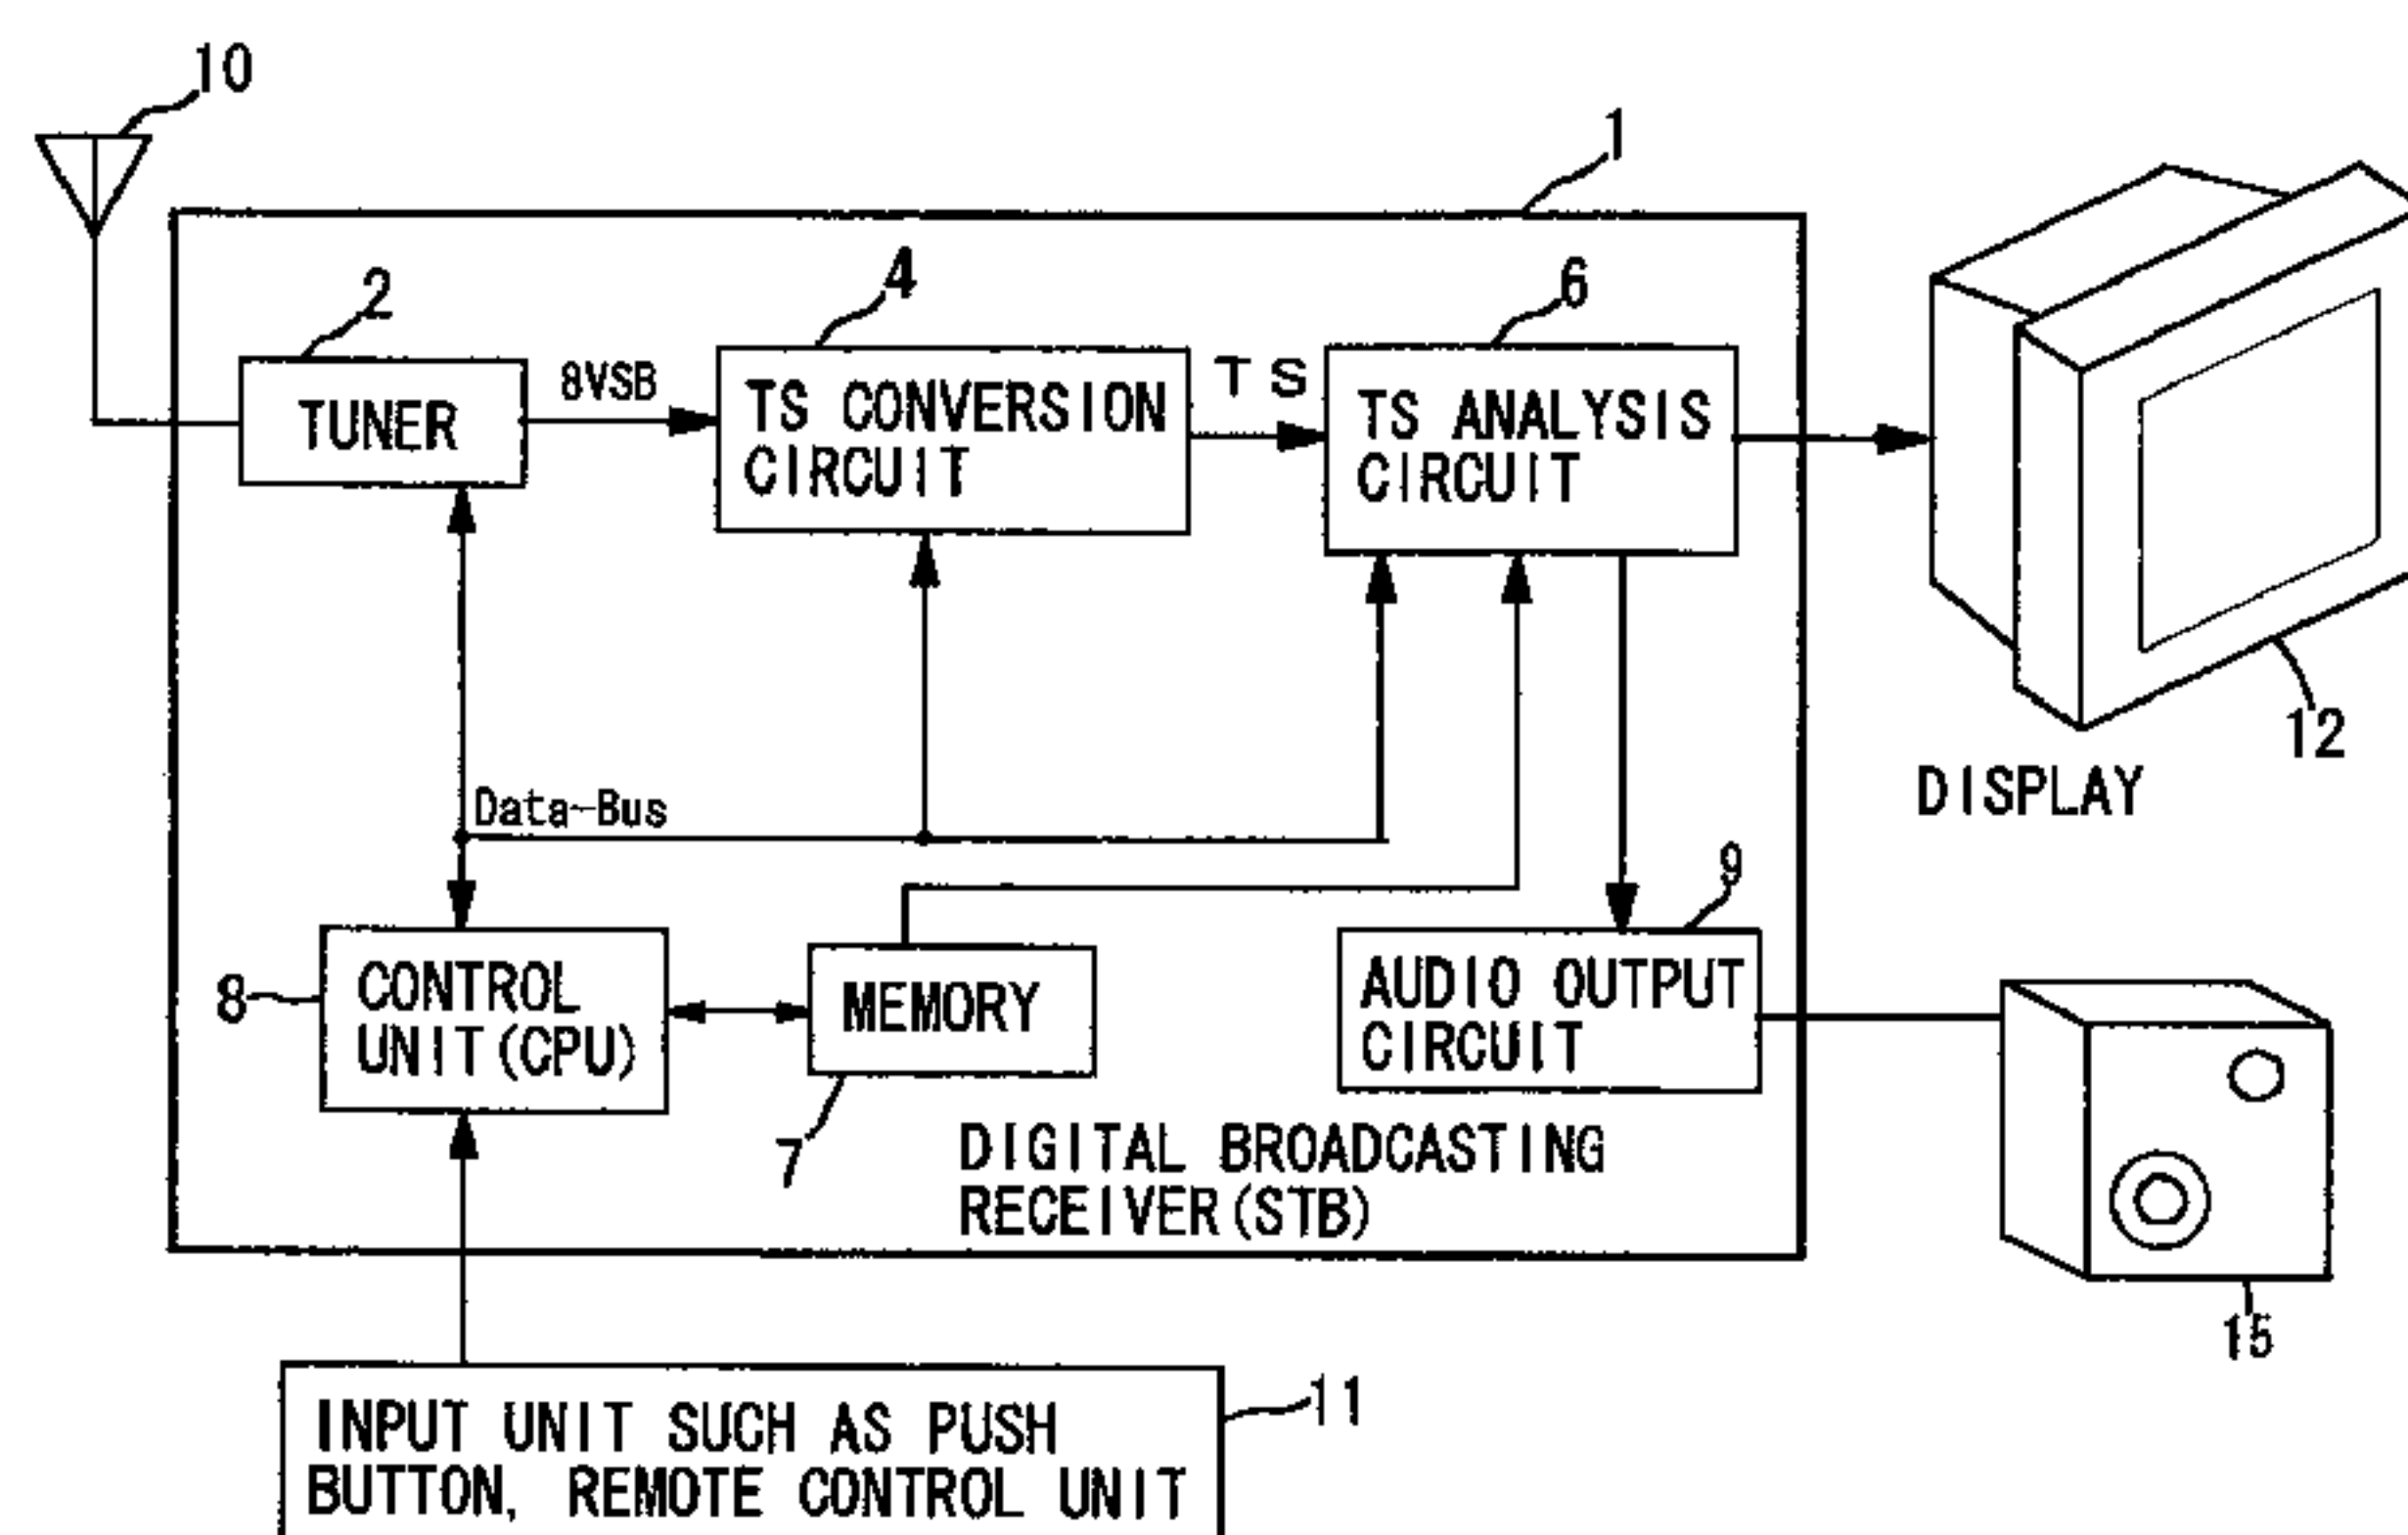 10
1
2
4
6
TUNER
8VSB
TS CONVERSION
CIRCUIT
TS
TS ANALYSIS
CIRCUIT
12
DISPLAY
Data-Bus
8
CONTROL
UNIT(CPU)
MEMORY
7
9
AUDIO OUTPUT
CIRCUIT
DIGITAL BROADCASTING
RECEIVER(STB)
15
11
INPUT UNIT SUCH AS PUSH
BUTTON, REMOTE CONTROL UNIT